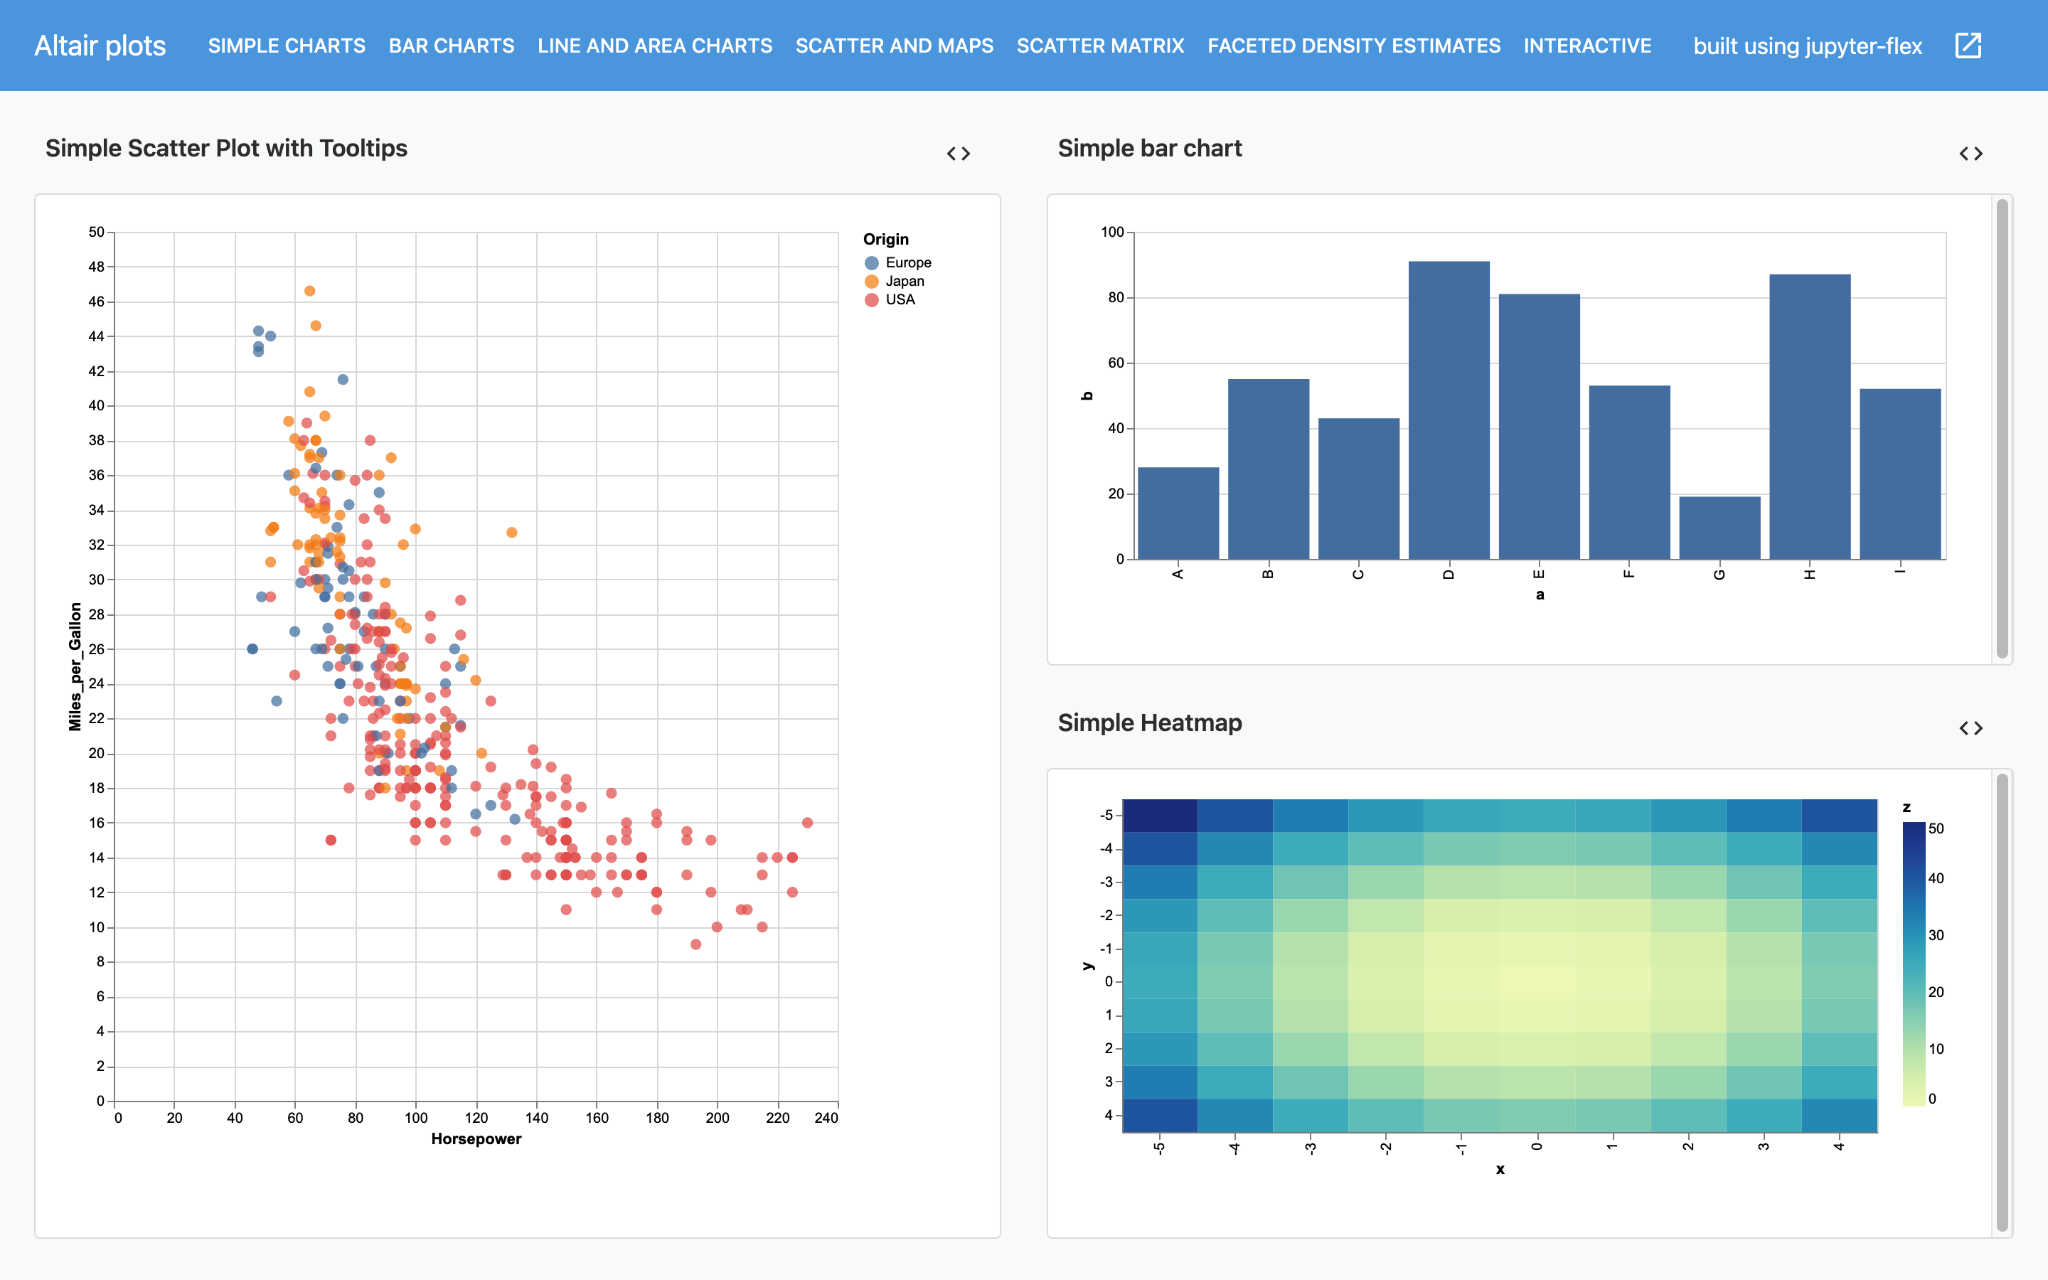 Altair plots SIMPLE CHARTS BAR CHARTS LINE AND AREA CHARTS SCATTER AND MAPS SCATTER MATRIX FACETED DENSITY ESTIMATES INTERACTIVE built using jupyter-flex
Simple Scatter Plot with Tooltips
50
48
46
44
42
40
38
36
34
32
30
28
26
24
22
20
18
16
14
12
10
8
6
4
2
0
Miles_per_Gallon
0 20 40 60 80 100 120 140 160 180 200 220 240
Horsepower
Origin
Europe
Japan
USA
Simple bar chart
100
80
60
40
20
0
b
A B C D E F G H I
a
Simple Heatmap
-5
-4
-3
-2
-1
0
1
2
3
4
y
-5 -4 -3 -2 -1 0 1 2 3 4
x
z
50
40
30
20
10
0